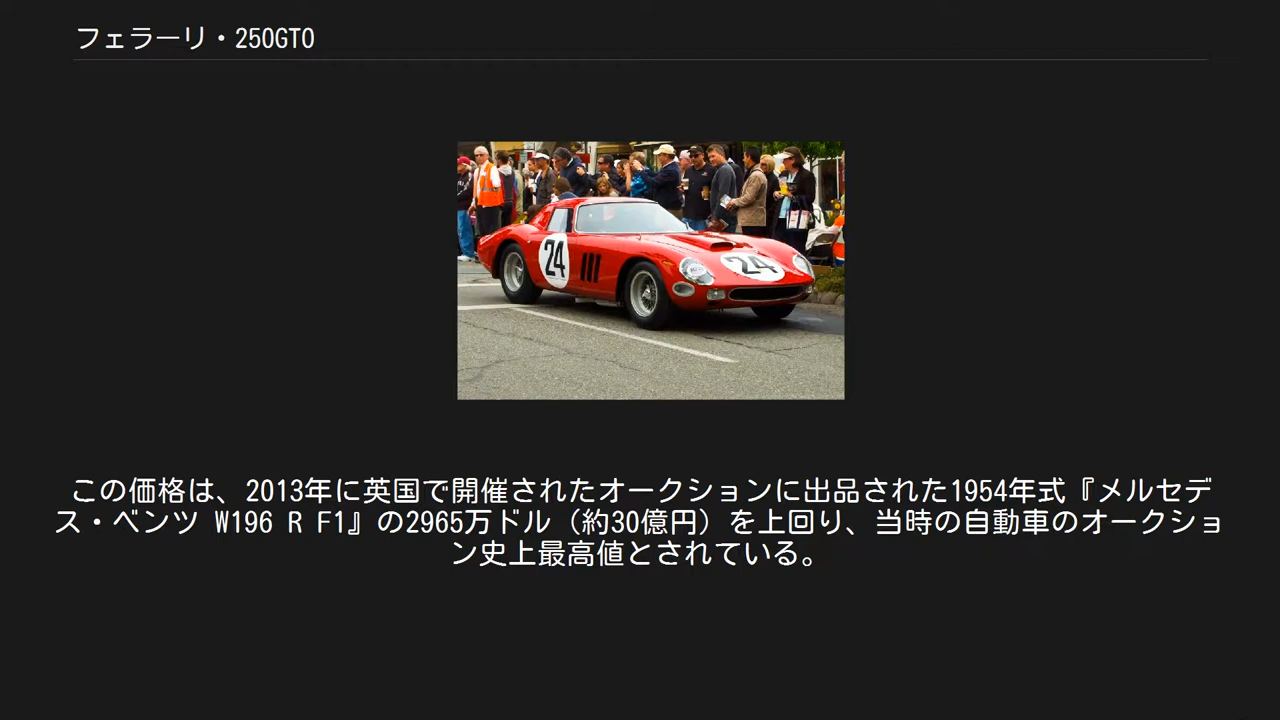 フェラーリ・250GTO
24
24
この価格は、2013年に英国で開催されたオークションに出品された1954年式『メルセデ
ス・ベンツ W196 R F1』の2965万ドル（約30億円）を上回り、当時の自動車のオークショ
ン史上最高値とされている。